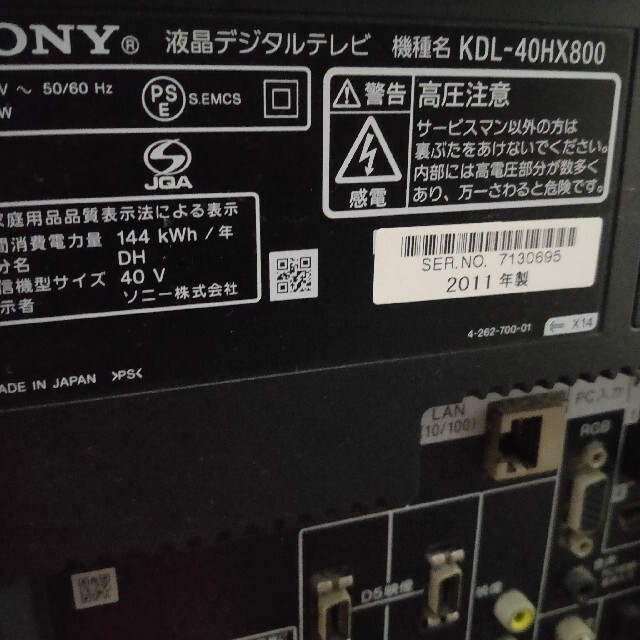 ONY® 液晶デジタルテレビ 機種名 KDL-40HX800
V ～ 50/60 Hz
W
PSE
S.EMCS
警告 高圧注意
サービスマン以外の方は
裏ぶたをあけないでください。
内部には高電圧部分が数多く
あり、万一さわると危険です。
感電
JQA
家庭用品品質表示法による表示
間消費電力量 144 kWh / 年
分名 DH
信機型サイズ 40 V
示者 ソニー株式会社
SER.NO. 7130695
2011 年製
4-262-700-01
X14
MADE IN JAPAN >PS<
LAN
(10/100)
PC入力
RGB
D5映像
映像